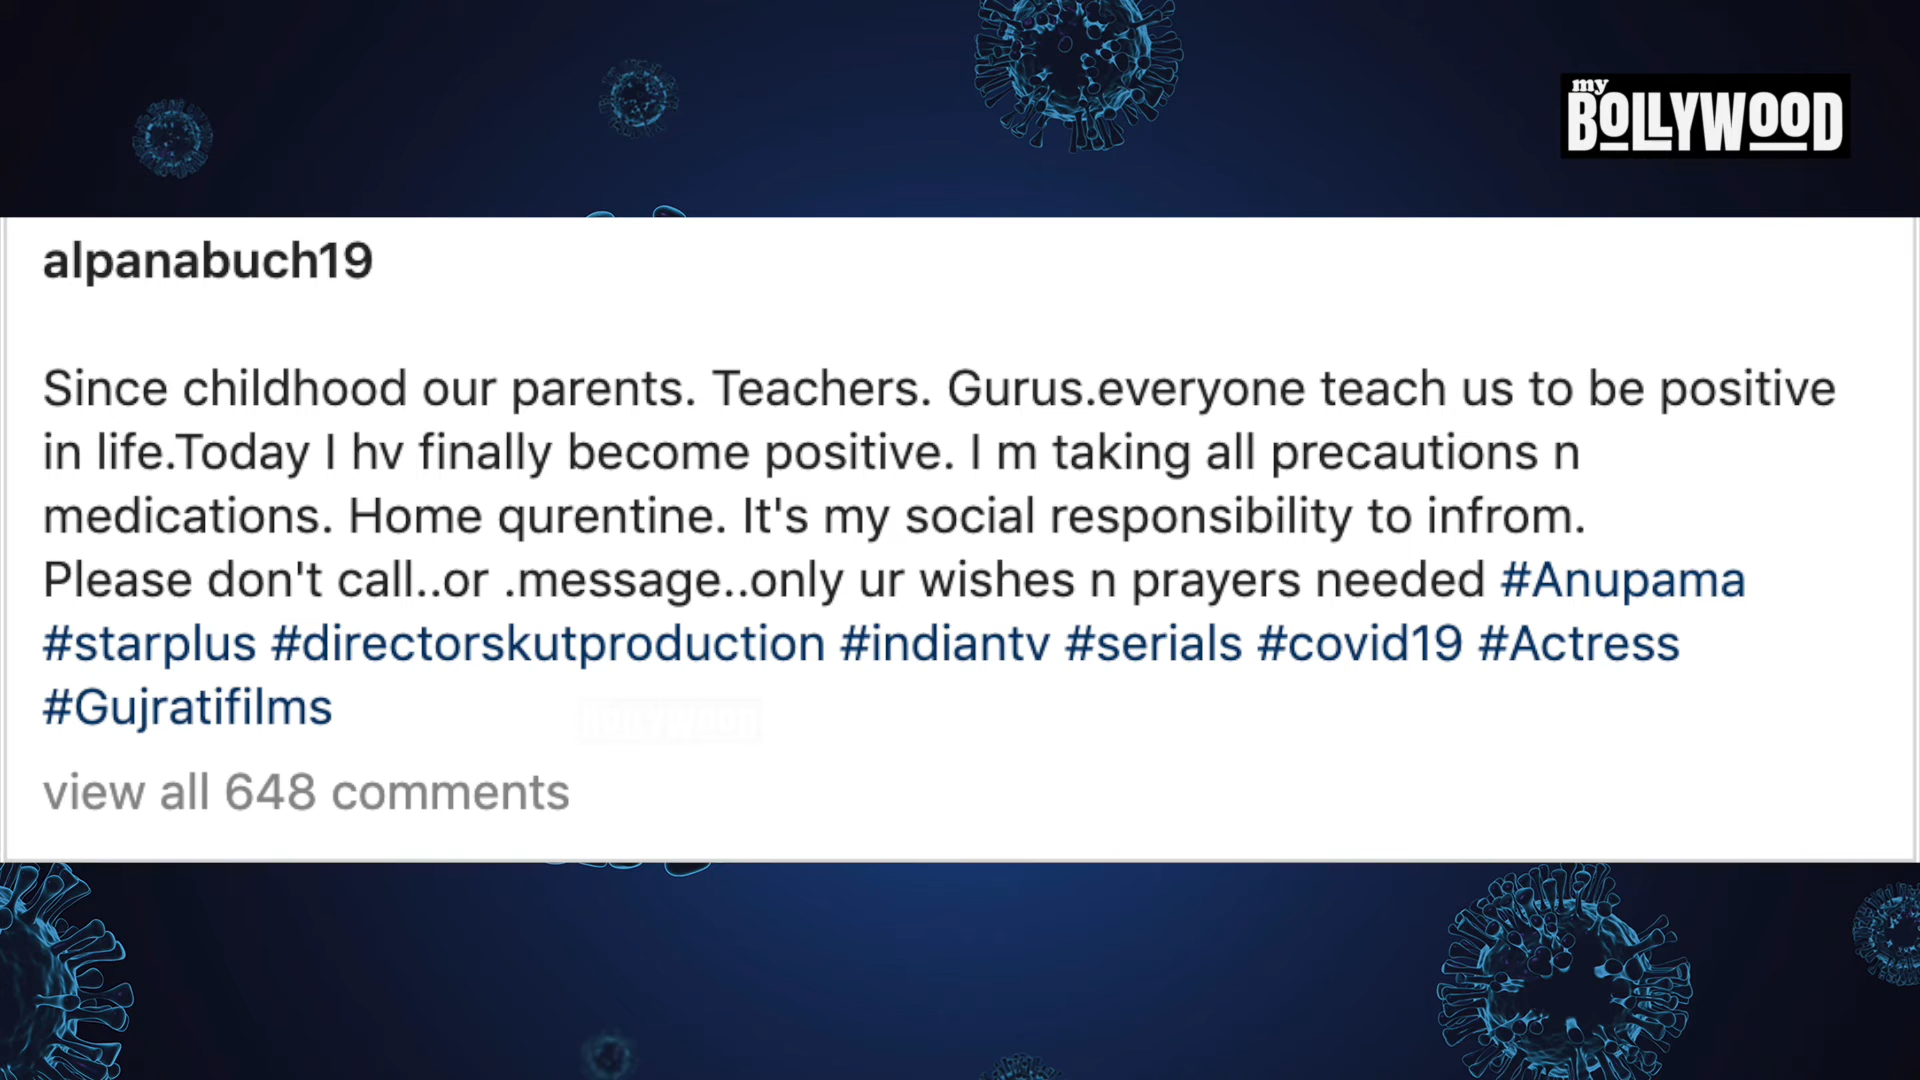 my
BOLLYWOOD
alpanabuch19
Since childhood our parents. Teachers. Gurus.everyone teach us to be positive
in life.Today I hv finally become positive. I m taking all precautions n
medications. Home qurentine. It's my social responsibility to infrom.
Please don't call..or .message..only ur wishes n prayers needed #Anupama
#starplus #directorskutproduction #indiantv #serials #covid19 #Actress
#Gujratifilms
BOLLYWOOD
view all 648 comments